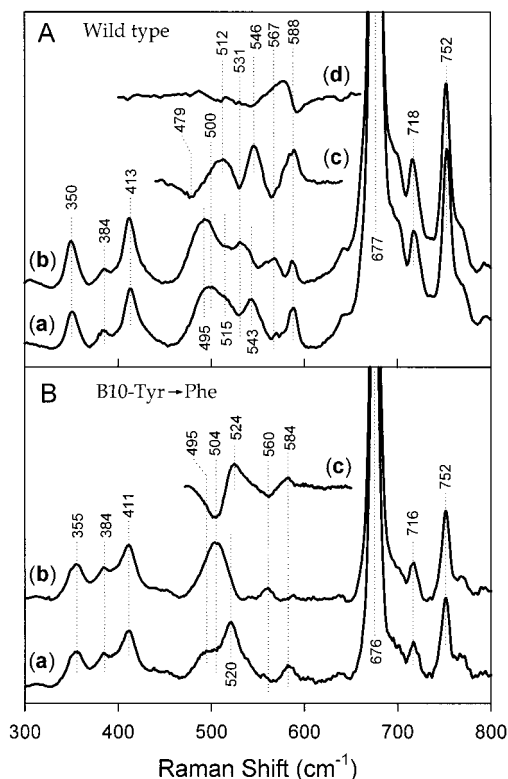 A
Wild type
512
531
546
567
588
752
(d)
479
500
718
(c)
350
384
413
(b)
677
(a)
495
515
543
B
B10-Tyr→Phe
495
504
524
560
584
(c)
752
355
384
411
716
(b)
(a)
520
676
300 400 500 600 700 800
Raman Shift (cm-1)